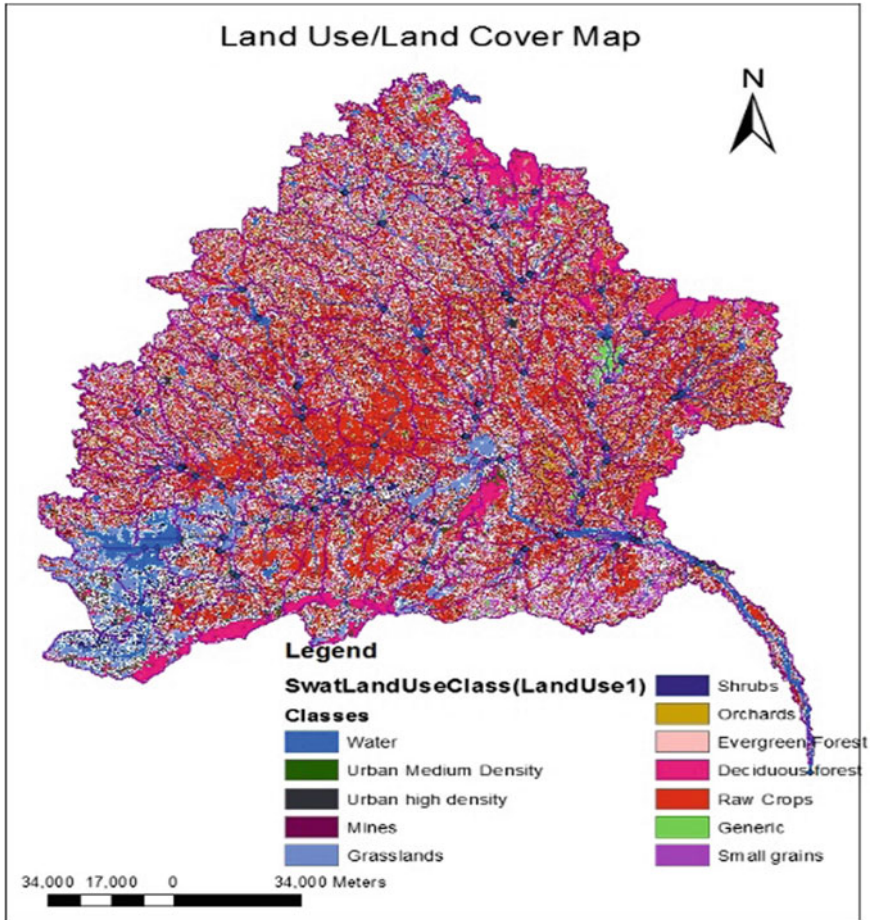 Land Use/Land Cover Map
N
Legend
SwatLandUseClass(LandUse1)
Classes
Water
Urban Medium Density
Urban high density
Mines
Grasslands
Shrubs
Orchards
Evergreen Forest
Deciduous forest
Raw Crops
Generic
Small grains
34,000 17,000 0 34,000 Meters